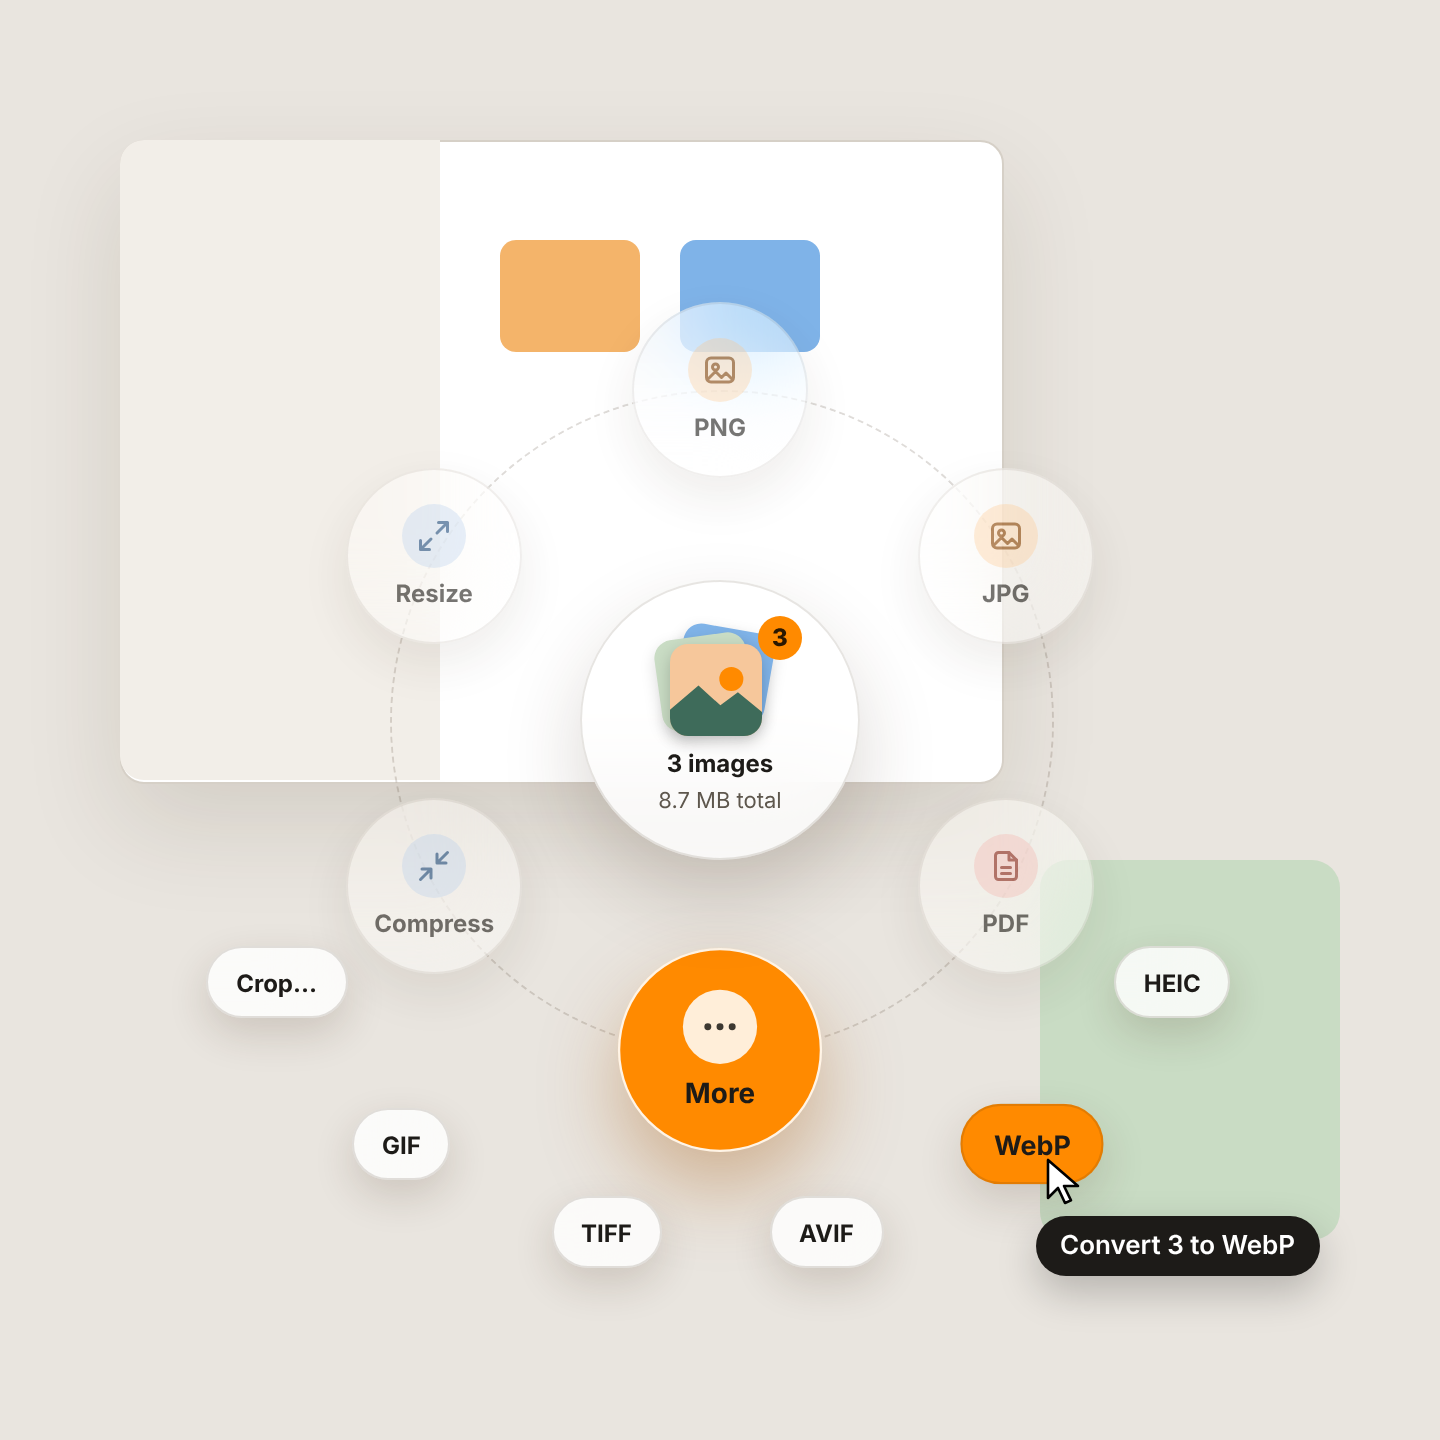 PNG
Resize
JPG
3
3 images
8.7 MB total
Compress
PDF
Crop...
HEIC
More
GIF
WebP
TIFF
AVIF
Convert 3 to WebP